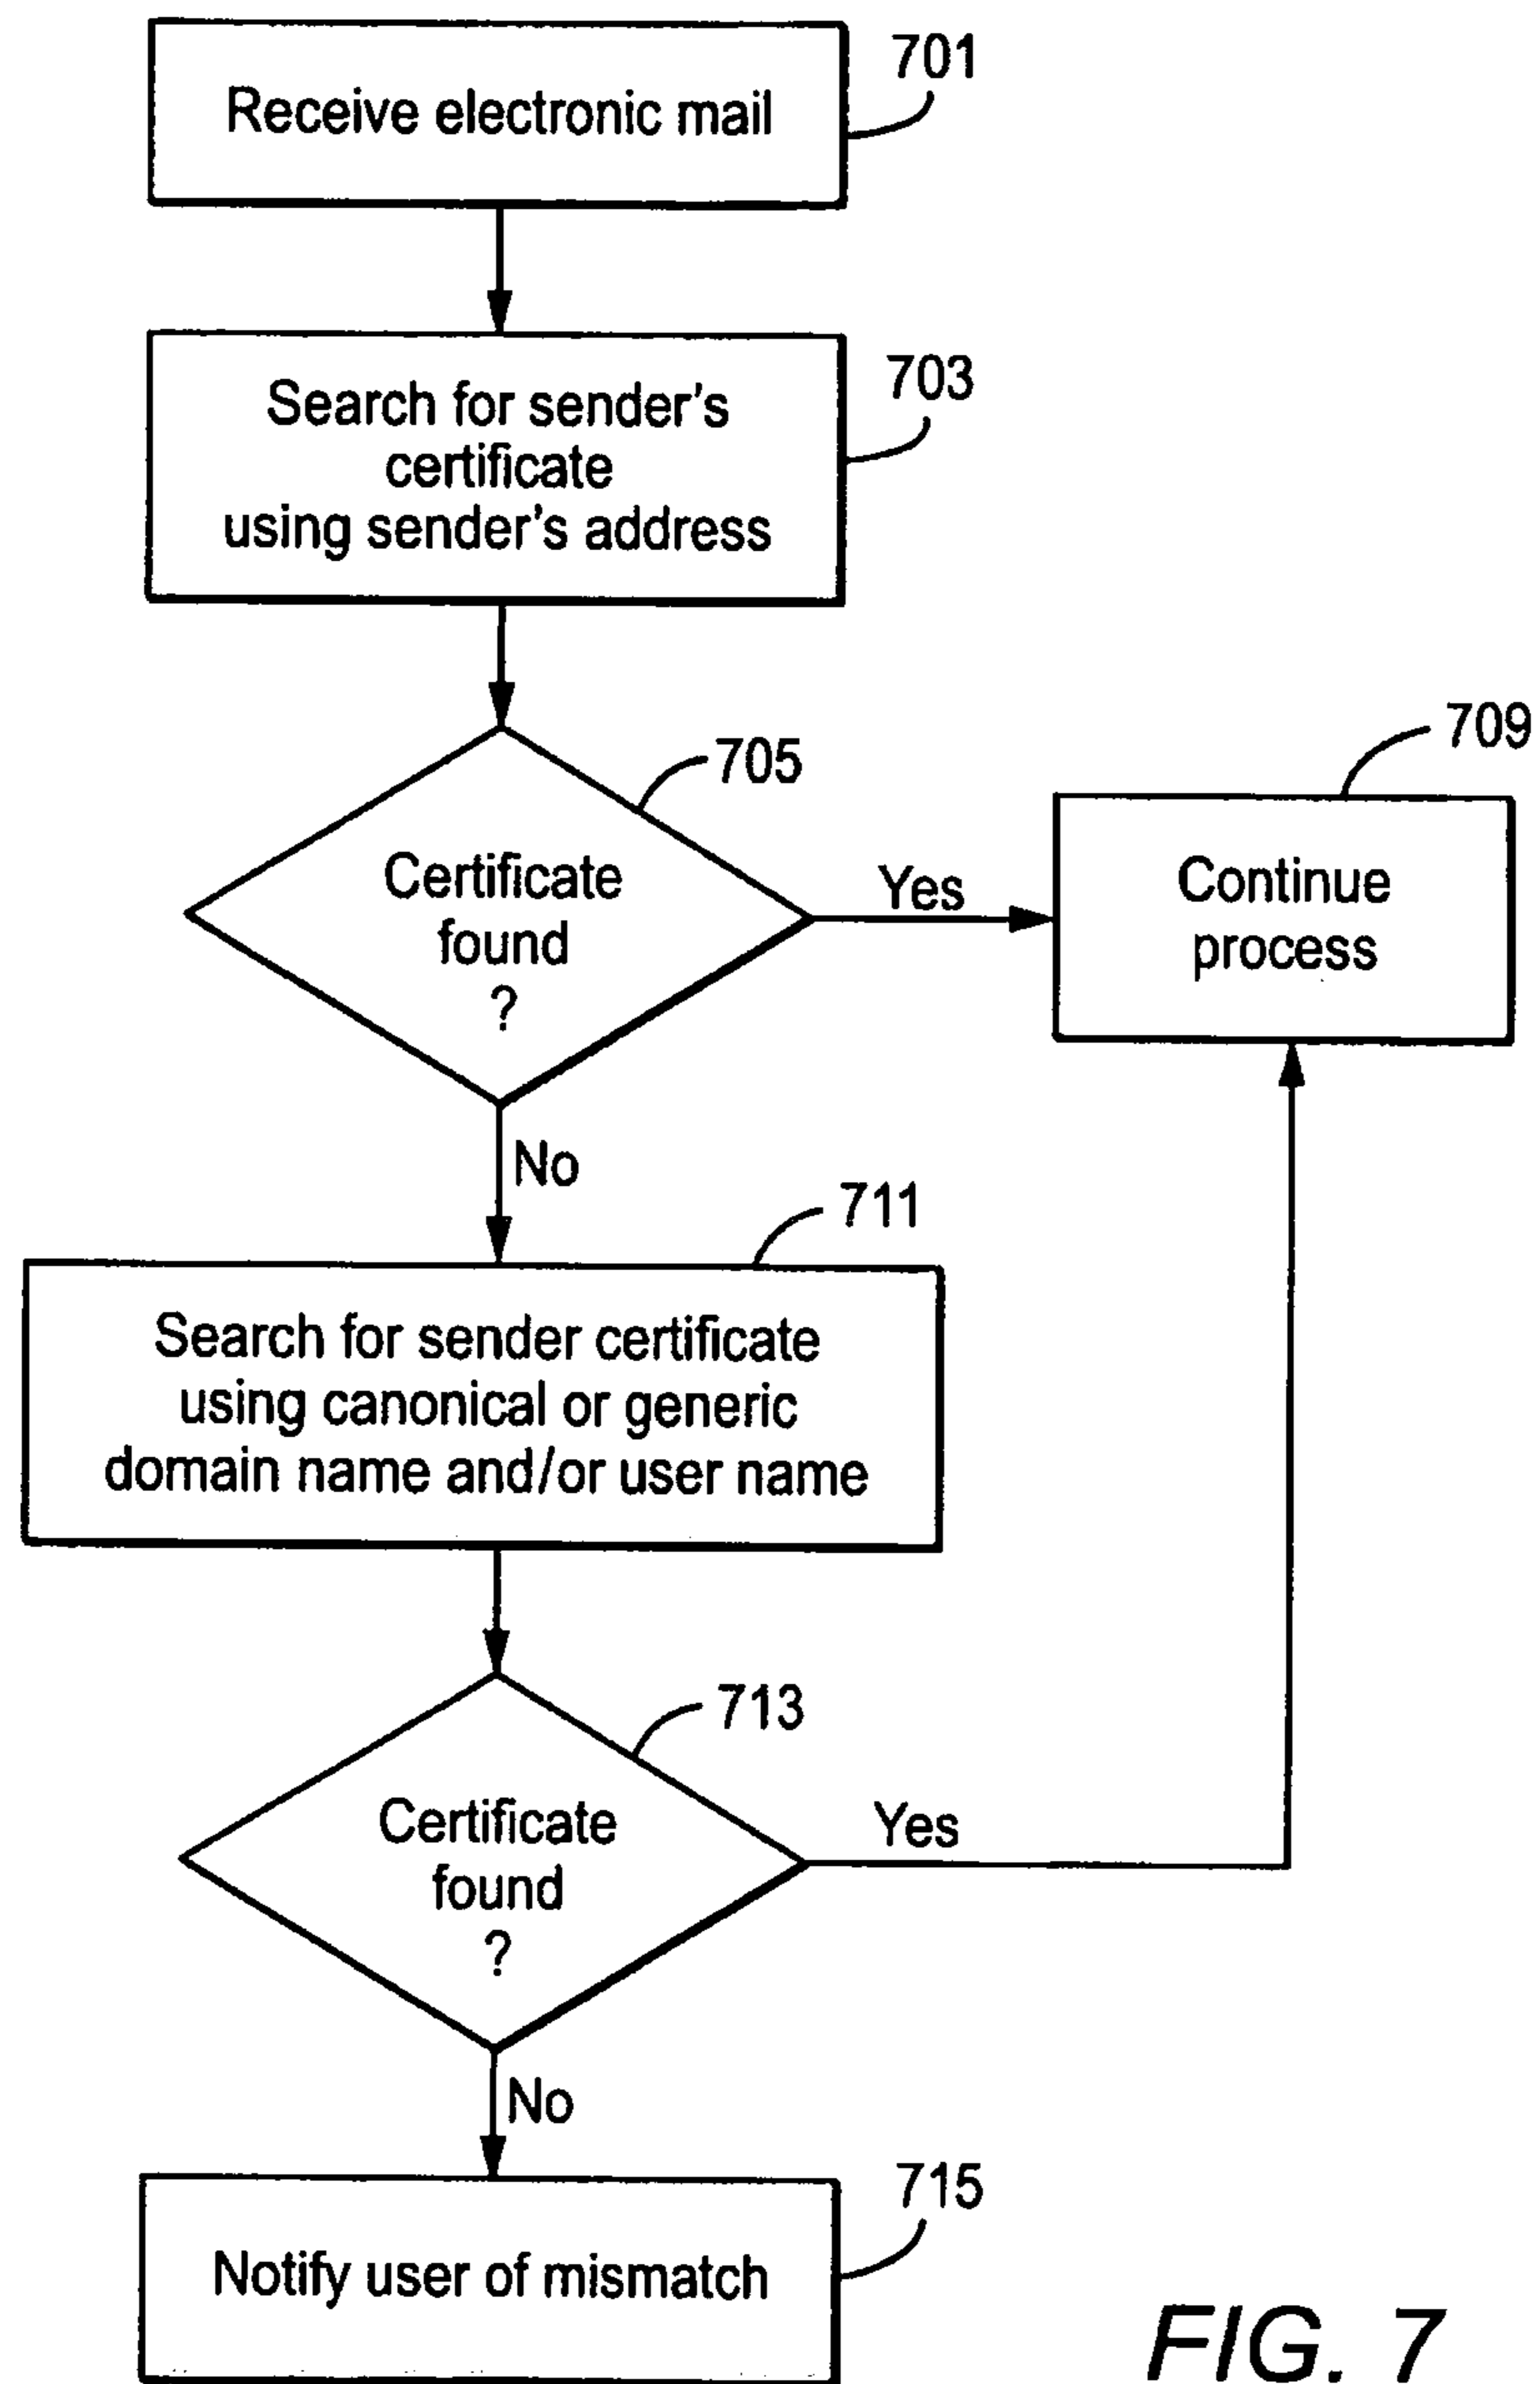 Receive electronic mail
701
Search for sender's
certificate
using sender's address
703
Certificate
found
?
705
Yes
Continue
process
709
No
Search for sender certificate
using canonical or generic
domain name and/or user name
711
Certificate
found
?
713
Yes
No
Notify user of mismatch
715
FIG. 7